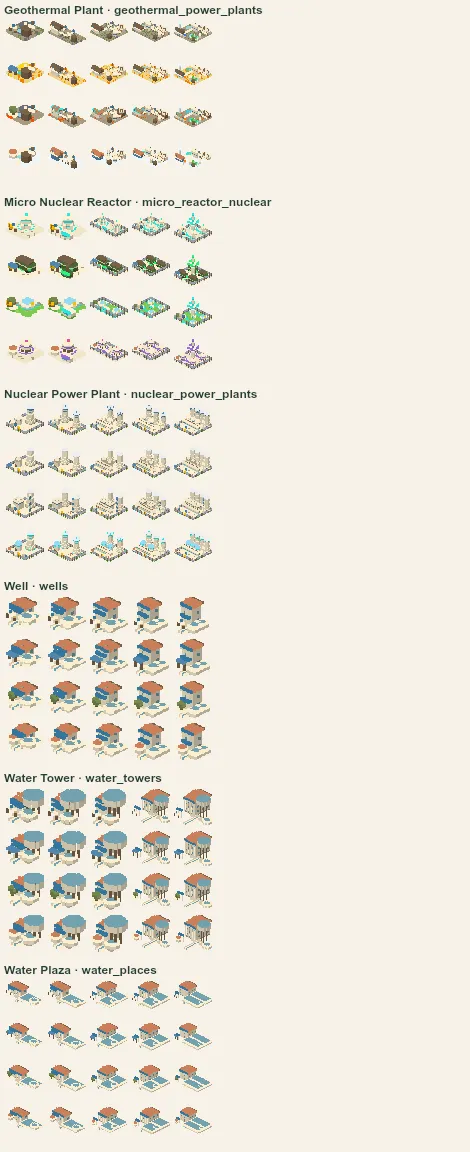 Geothermal Plant · geothermal_power_plants
Micro Nuclear Reactor · micro_reactor_nuclear
Nuclear Power Plant · nuclear_power_plants
Well · wells
Water Tower · water_towers
Water Plaza · water_places